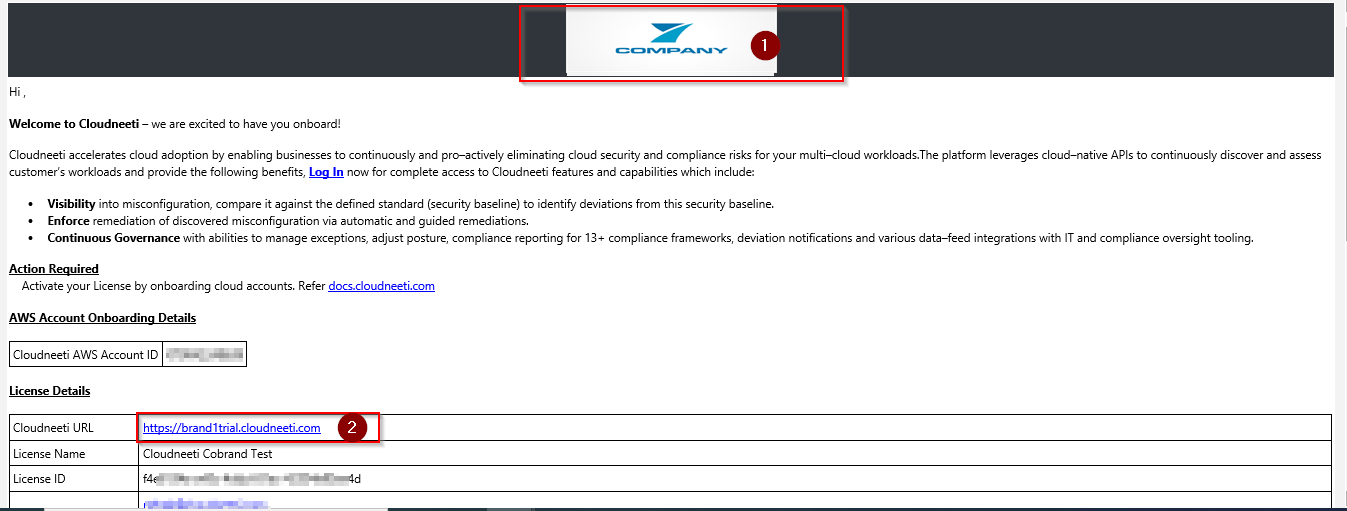 COMPANY
1
Hi ,
Welcome to Cloudneeti – we are excited to have you onboard!
Cloudneeti accelerates cloud adoption by enabling businesses to continuously and pro–actively eliminating cloud security and compliance risks for your multi–cloud workloads.The platform leverages cloud–native APIs to continuously discover and assess
customer's workloads and provide the following benefits, Log In now for complete access to Cloudneeti features and capabilities which include:
• Visibility into misconfiguration, compare it against the defined standard (security baseline) to identify deviations from this security baseline.
• Enforce remediation of discovered misconfiguration via automatic and guided remediations.
• Continuous Governance with abilities to manage exceptions, adjust posture, compliance reporting for 13+ compliance frameworks, deviation notifications and various data–feed integrations with IT and compliance oversight tooling.
Action Required
Activate your License by onboarding cloud accounts. Refer docs.cloudneeti.com
AWS Account Onboarding Details
Cloudneeti AWS Account ID
License Details
Cloudneeti URL https://brand1trial.cloudneeti.com 2
License Name Cloudneeti Cobrand Test
License ID